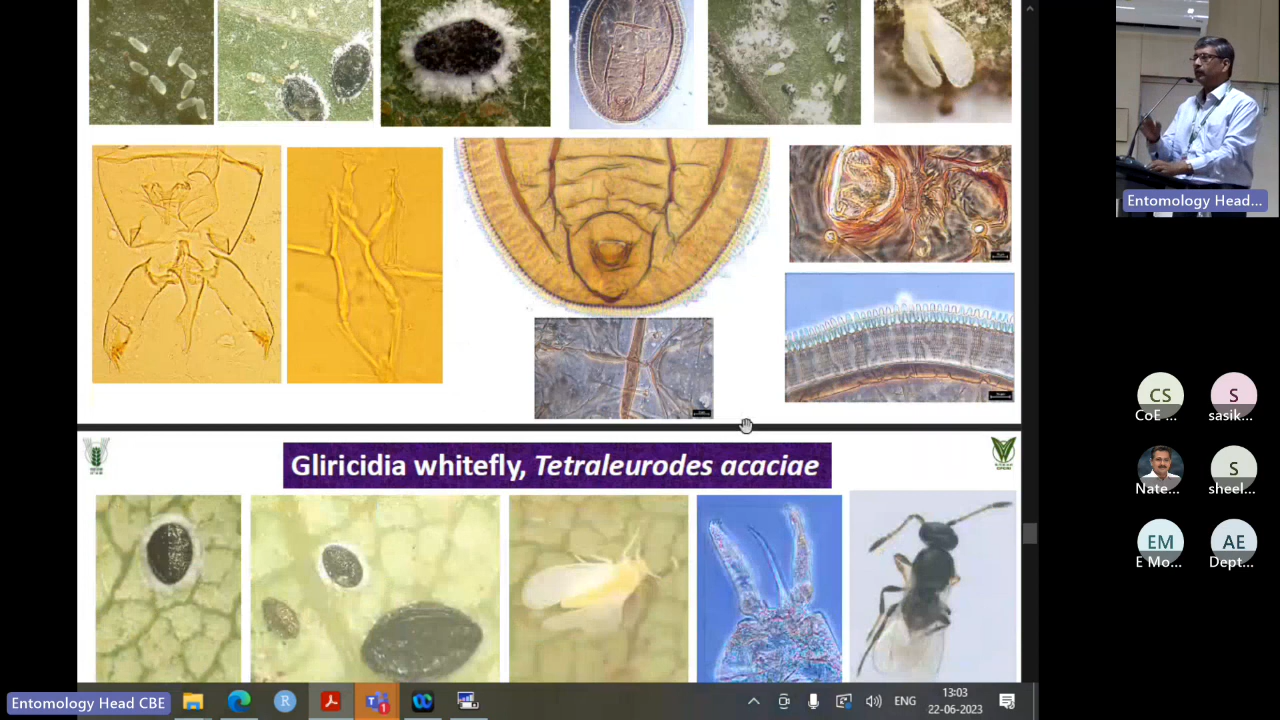 Entomology Head...
Gliricidia whitefly, Tetraleurodes acaciae
CS
CoE ...
S
sasik...
Nate...
S
sheel...
EM
E Mo...
AE
Dept...
Entomology Head CBE
R
1
ENG
13:03
22-06-2023